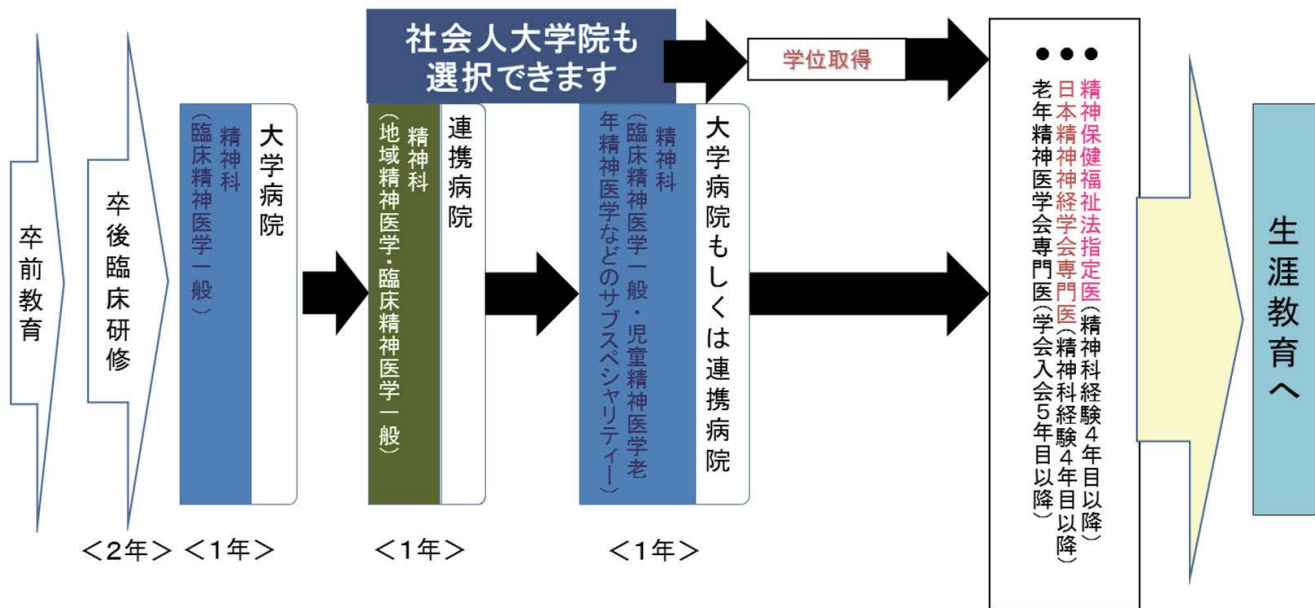 社会人大学院も
選択できます
学位取得
卒前教育
卒後臨床研修
大学病院
精神科
(臨床精神医学一般)
連携病院
精神科
(地域精神医学・臨床精神医学一般)
大学病院もしくは連携病院
精神科
(臨床精神医学一般・児童精神医学老
年精神医学などのサブスペシャリティー)
●精神保健福祉法指定医(精神科経験4年目以降)
●日本精神神経学会専門医(精神科経験4年目以降)
●老年精神医学会専門医(学会入会5年目以降)
生涯教育へ
<2年>
<1年>
<1年>
<1年>